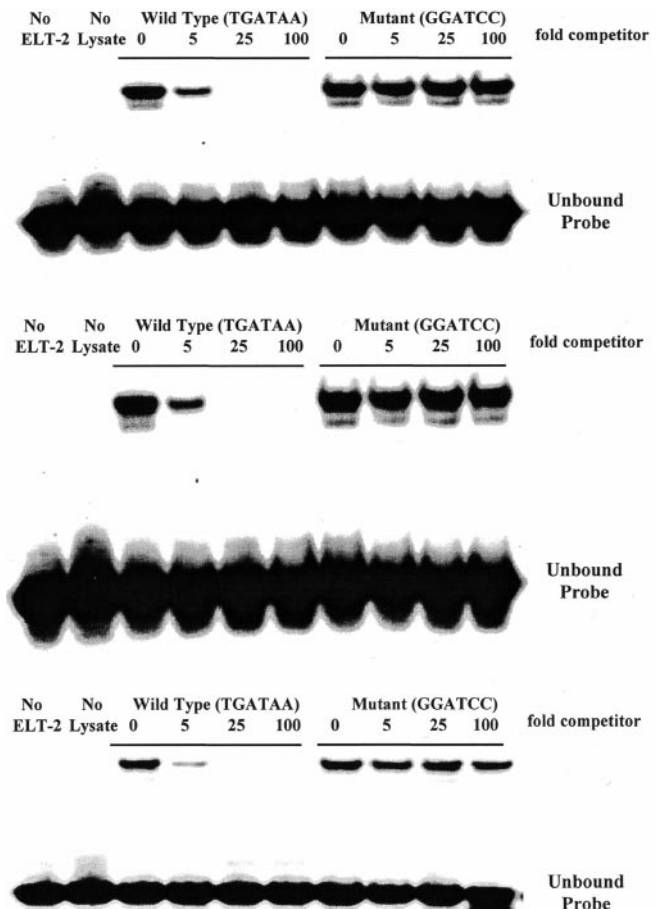 No No Wild Type (TGATAA) Mutant (GGATCC)
ELT-2 Lysate 0 5 25 100 0 5 25 100 fold competitor
Unbound
Probe
No No Wild Type (TGATAA) Mutant (GGATCC)
ELT-2 Lysate 0 5 25 100 0 5 25 100 fold competitor
Unbound
Probe
No No Wild Type (TGATAA) Mutant (GGATCC)
ELT-2 Lysate 0 5 25 100 0 5 25 100 fold competitor
Unbound
Probe